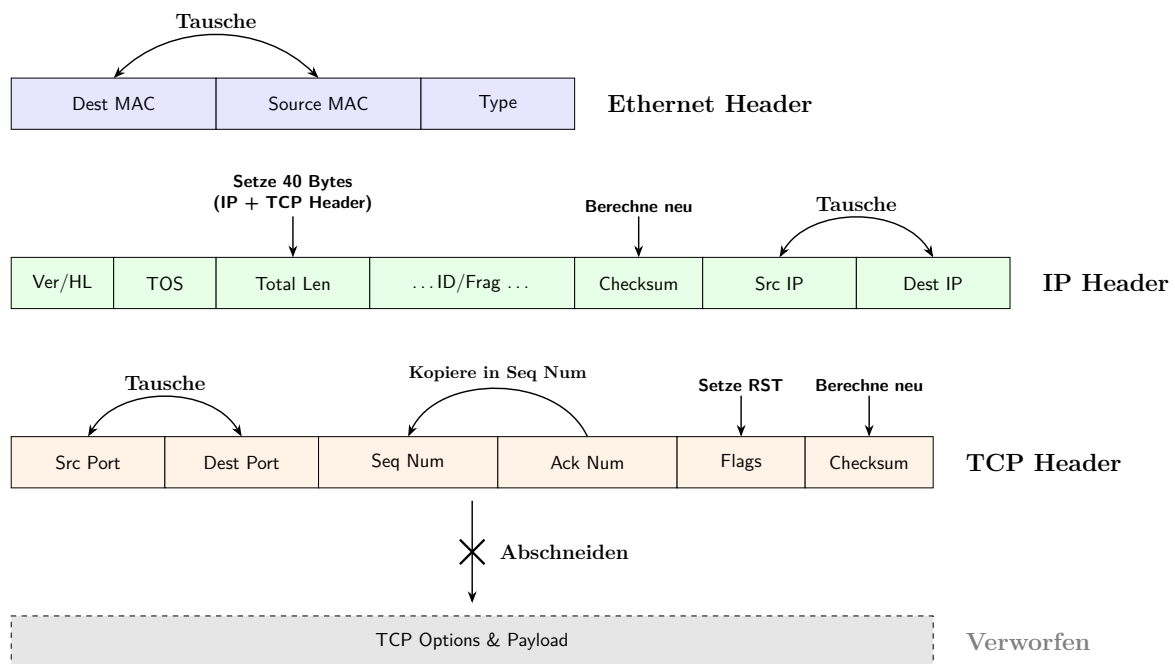 Tausche
Dest MAC
Source MAC
Type
Ethernet Header
Setze 40 Bytes
(IP + TCP Header)
Berechne neu
Tausche
Ver/HL
TOS
Total Len
...ID/Frag ...
Checksum
Src IP
Dest IP
IP Header
Tausche
Kopiere in Seq Num
Setze RST
Berechne neu
Src Port
Dest Port
Seq Num
Ack Num
Flags
Checksum
TCP Header
Abschneiden
TCP Options & Payload
Verworfen